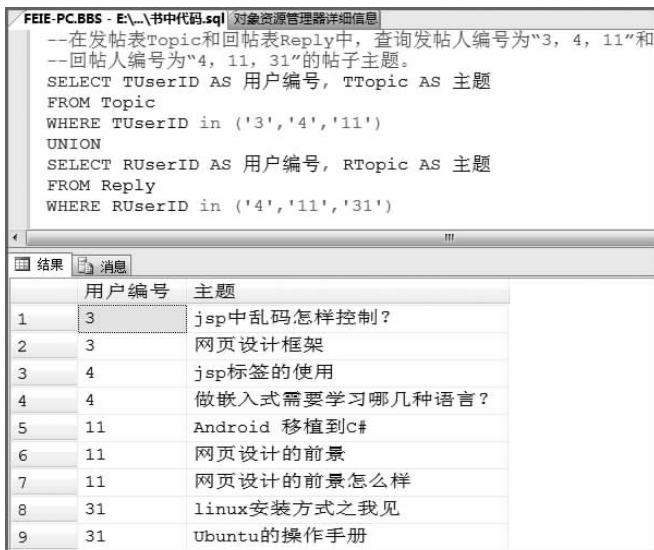 FEIE-PC.BBS - E:\...\书中代码.sql 对象资源管理器详细信息
--在发帖表Topic和回帖表Reply中，查询发帖人编号为“3，4，11”和
--回帖人编号为“4，11，31”的帖子主题。
SELECT TUserID AS 用户编号, TTopic AS 主题
FROM Topic
WHERE TUserID in ('3','4','11')
UNION
SELECT RUserID AS 用户编号, RTopic AS 主题
FROM Reply
WHERE RUserID in ('4','11','31')
结果 消息
用户编号 主题
1 3 jsp中乱码怎样控制?
2 3 网页设计框架
3 4 jsp标签的使用
4 4 做嵌入式需要学习哪几种语言?
5 11 Android 移植到C#
6 11 网页设计的前景
7 11 网页设计的前景怎么样
8 31 linux安装方式之我见
9 31 Ubuntu的操作手册